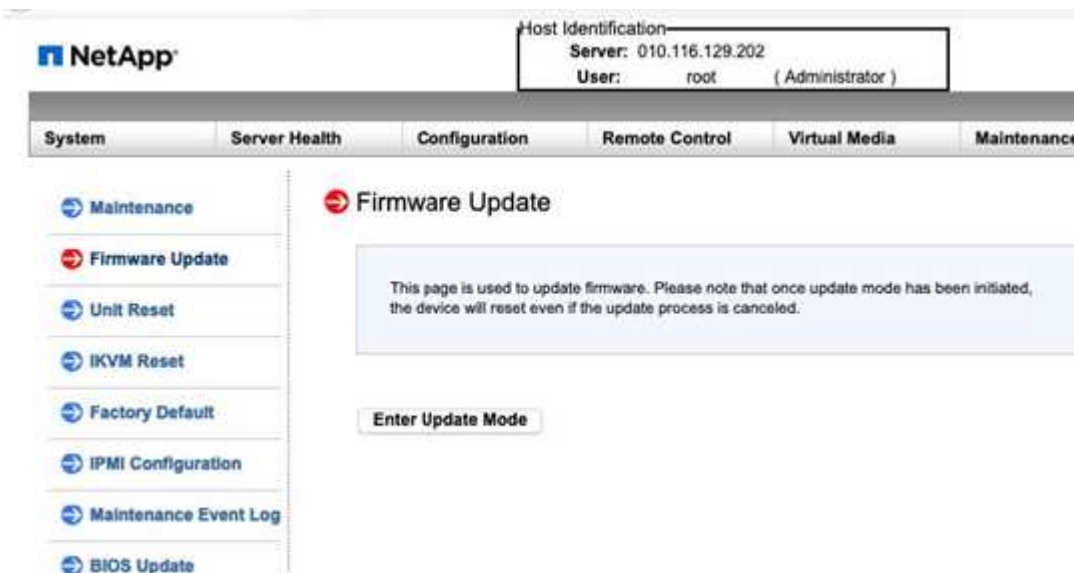 Host Identification
NetApp
Server: 010.116.129.202
User: root ( Administrator )
System Server Health Configuration Remote Control Virtual Media Maintenance
Maintenance
Firmware Update
Firmware Update
This page is used to update firmware. Please note that once update mode has been initiated,
the device will reset even if the update process is canceled.
Unit Reset
IKVM Reset
Factory Default
Enter Update Mode
IPMI Configuration
Maintenance Event Log
BIOS Update